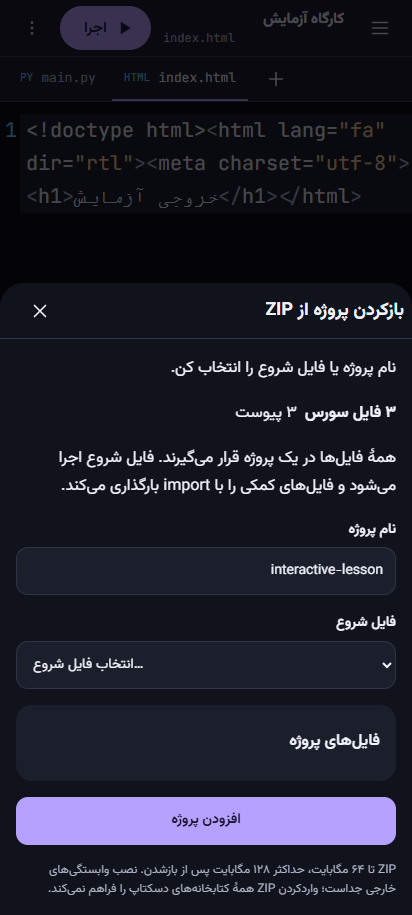 کارگاه آزمایش
index.html
اجرا
PY main.py
HTML index.html
1 <!doctype html><html lang="fa"
dir="rtl"><meta charset="utf-8">
<h1>خروجی آزمایش</h1></html>
بازکردن پروژه از ZIP
نام پروژه یا فایل شروع را انتخاب کن.
۳ فایل سورس ۳ پیوست
همهٔ فایل‌ها در یک پروژه قرار می‌گیرند. فایل شروع اجرا
می‌شود و فایل‌های کمکی را با import بارگذاری می‌کند.
نام پروژه
interactive-lesson
فایل شروع
انتخاب فایل شروع...
فایل‌های پروژه
افزودن پروژه
ZIP تا ۶۴ مگابایت، حداکثر ۱۲۸ مگابایت پس از بازشدن. نصب وابستگی‌های
خارجی جداست؛ واردکردن ZIP همهٔ کتابخانه‌های دسکتاپ را فراهم نمی‌کند.